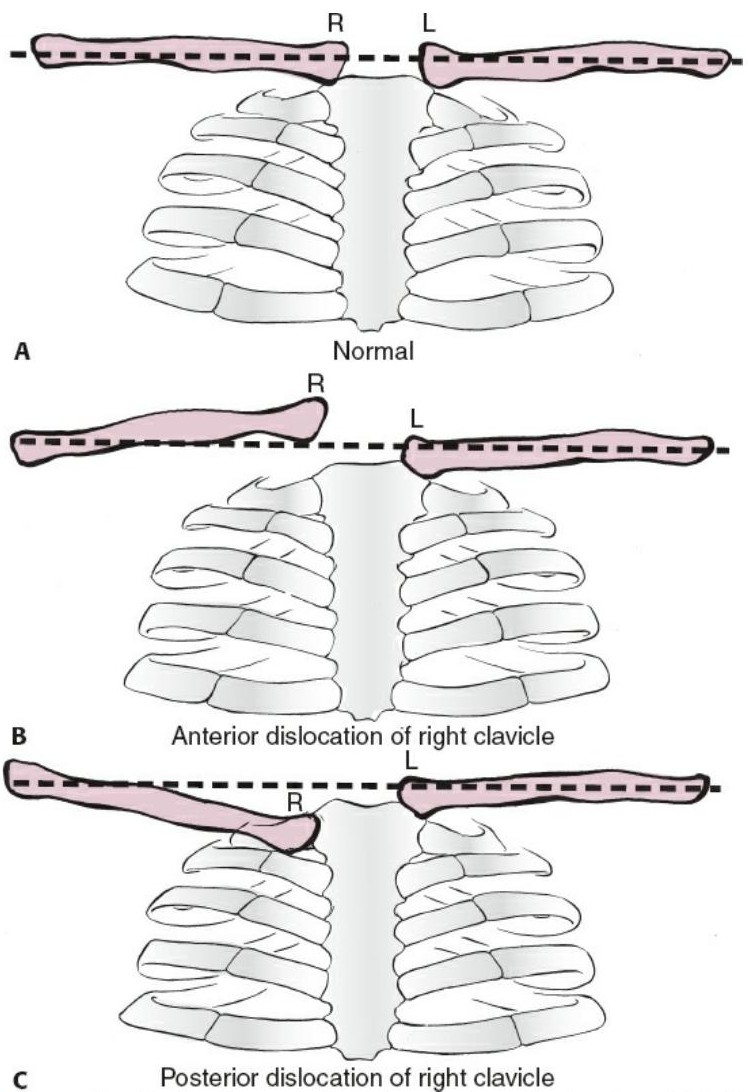 R L
A Normal
R
L
B Anterior dislocation of right clavicle
L
R
C Posterior dislocation of right clavicle